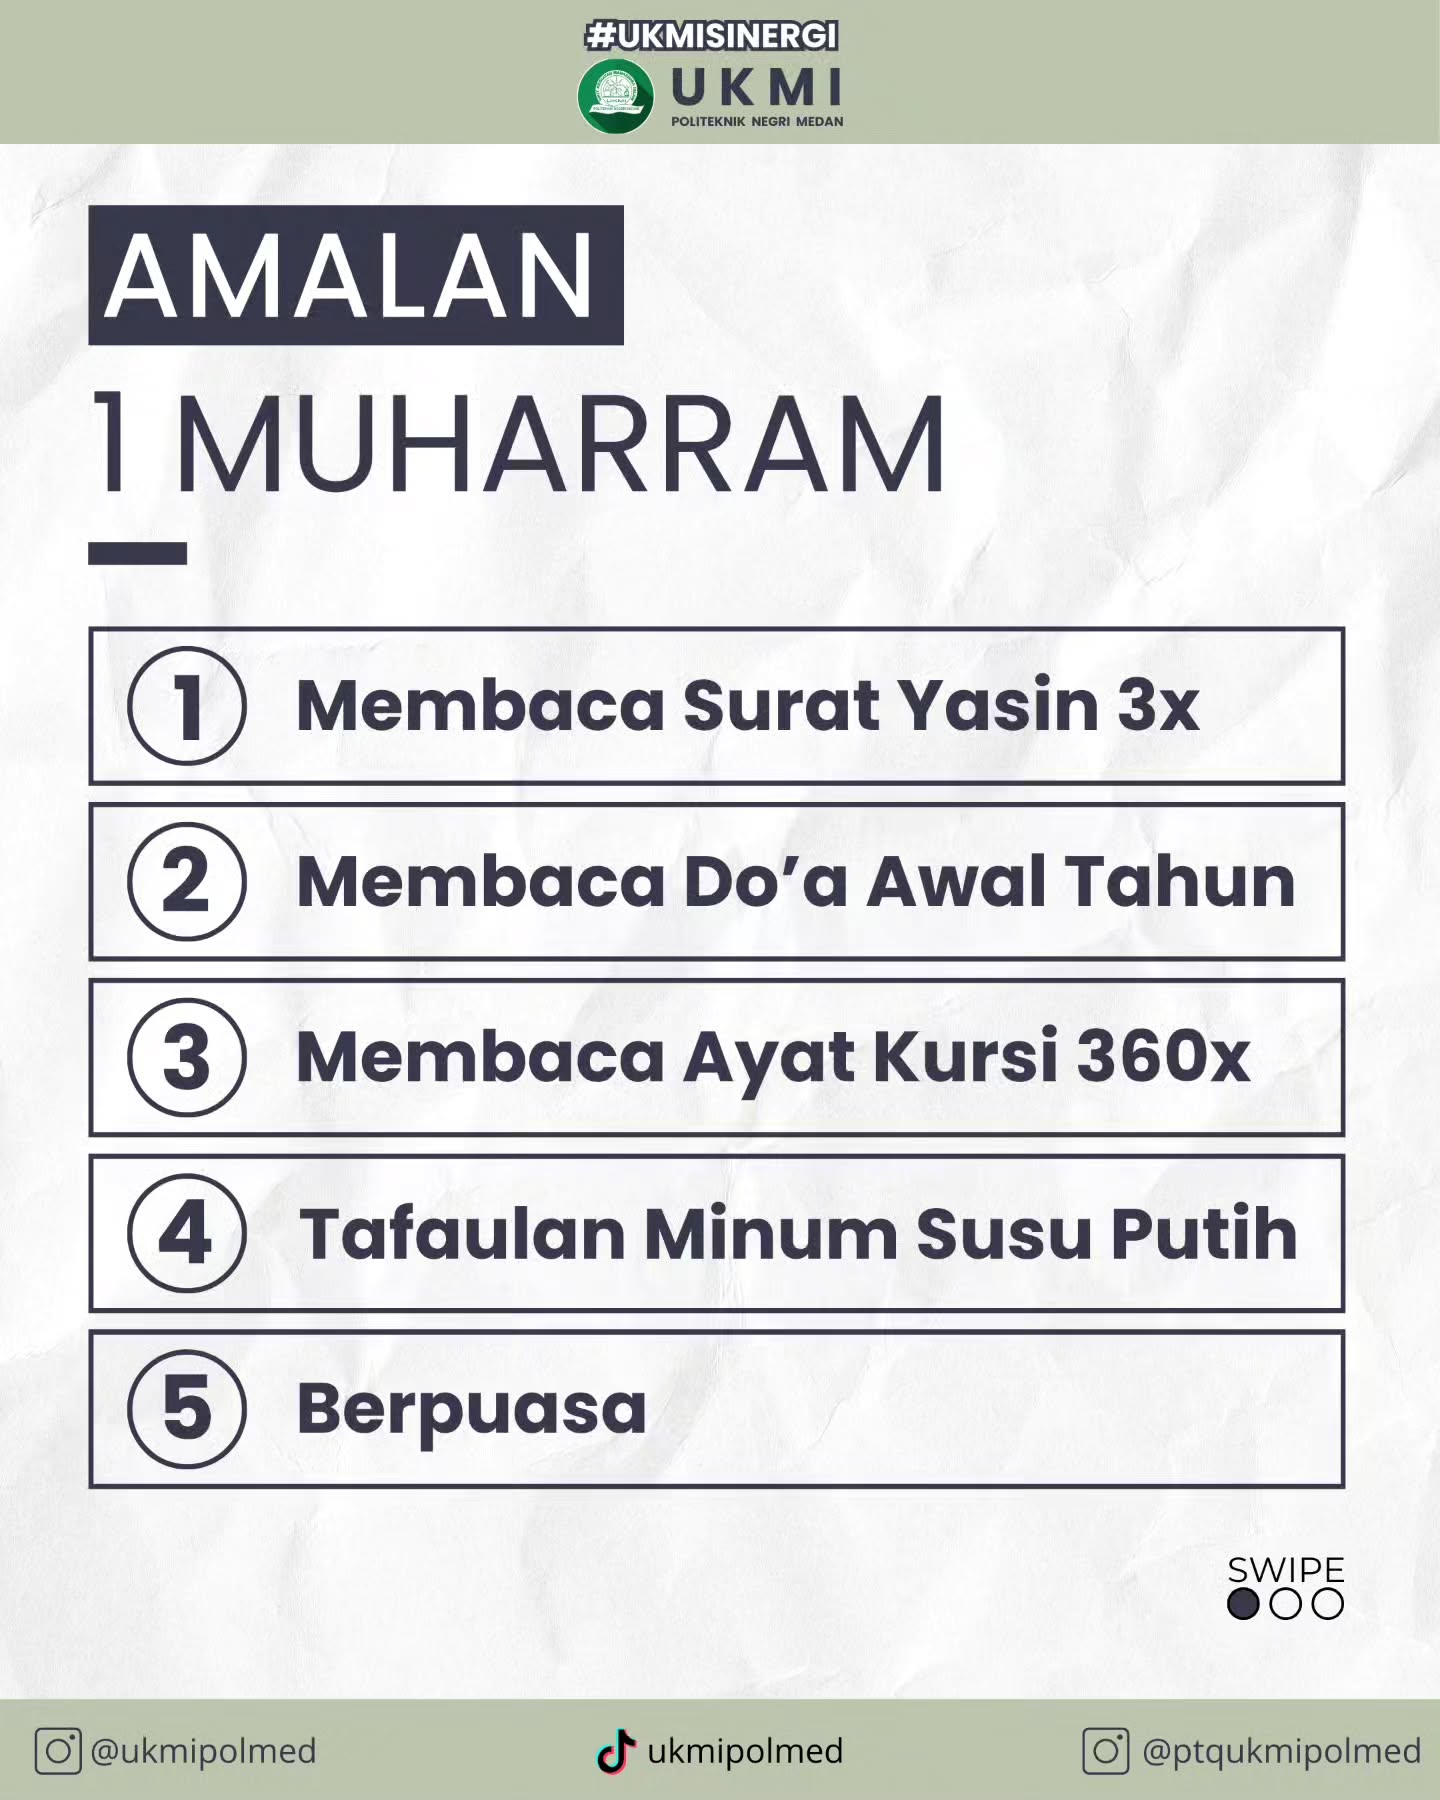 #UKMISINERGI
UKMI
POLITEKNIK NEGRI MEDAN
AMALAN
1 MUHARRAM
1 Membaca Surat Yasin 3x
2 Membaca Do’a Awal Tahun
3 Membaca Ayat Kursi 360x
4 Tafaulan Minum Susu Putih
5 Berpuasa
SWIPE
@ukmipolmed
ukmipolmed
@ptqukmipolmed